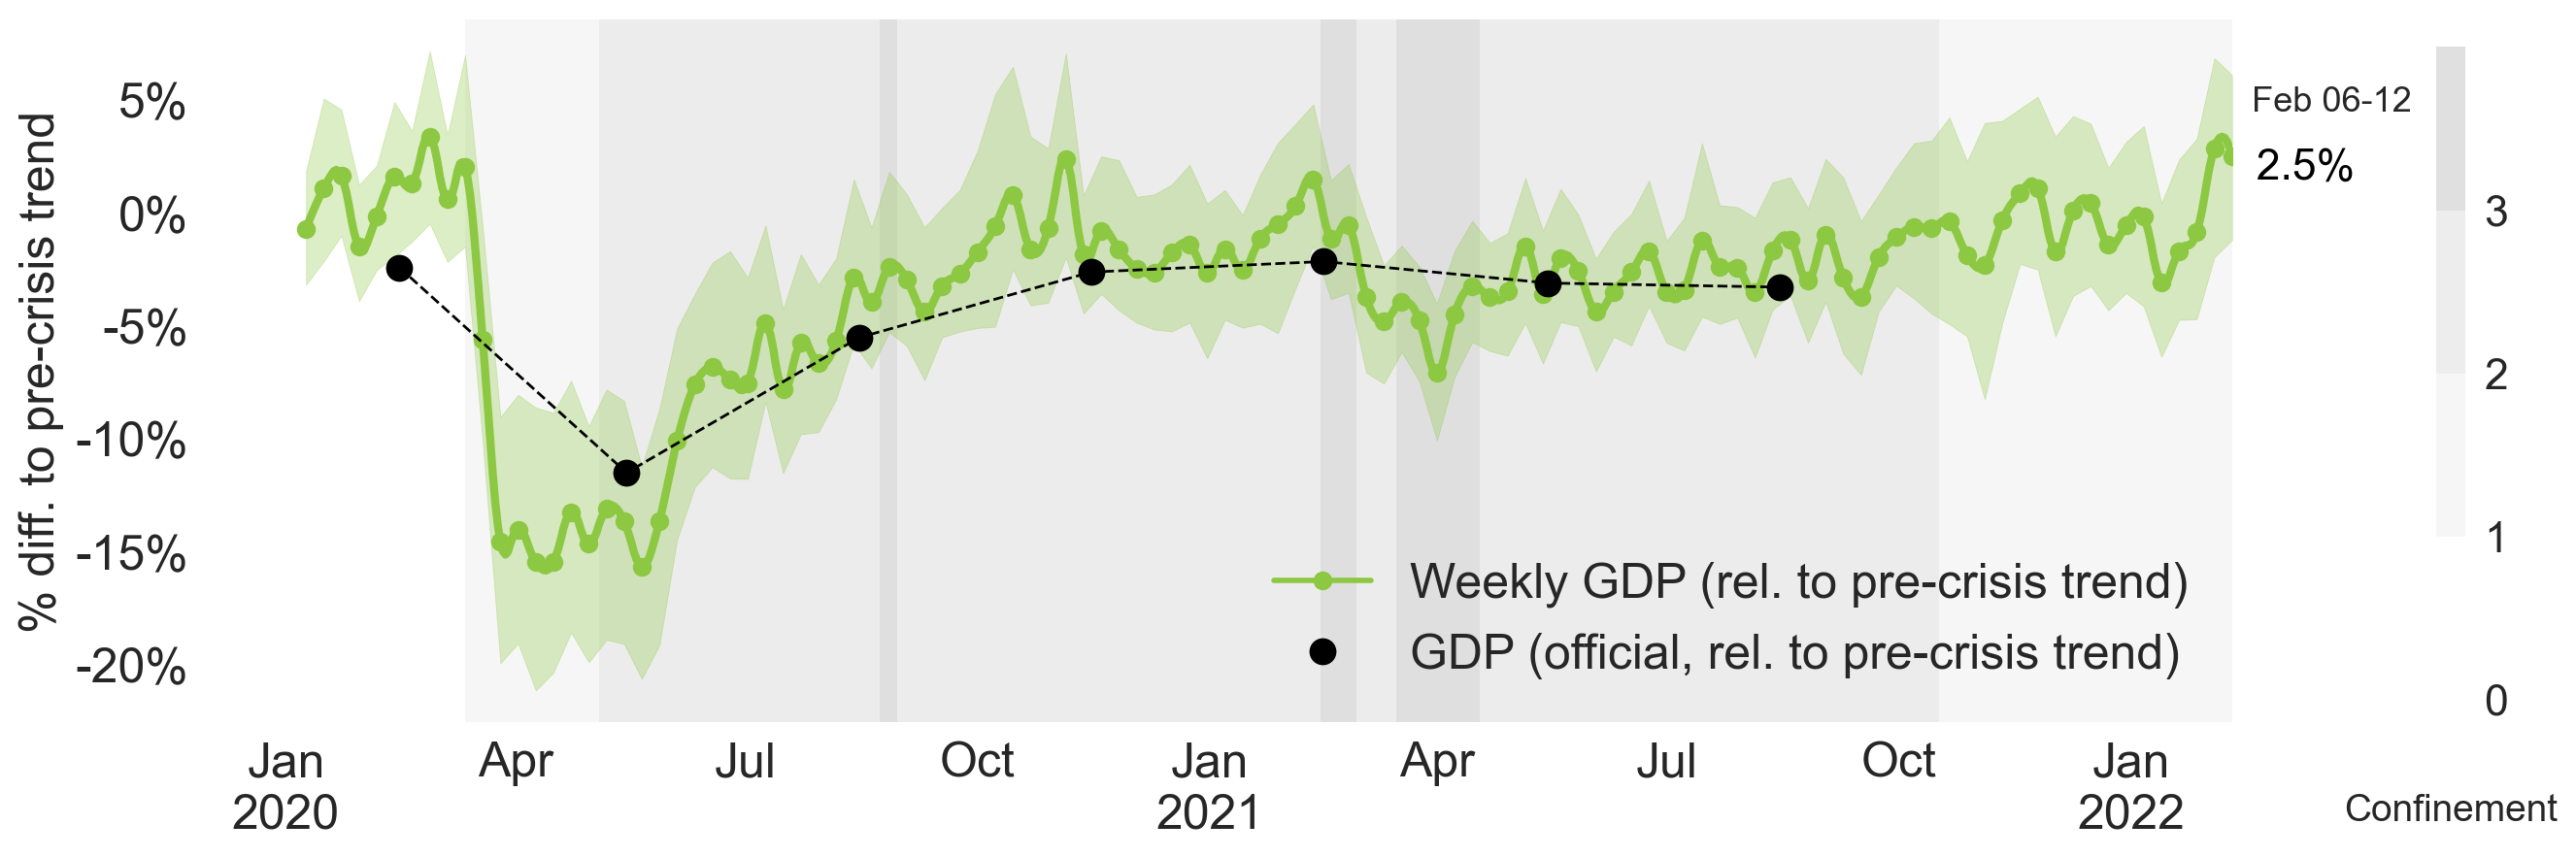 % diff. to pre-crisis trend
5%
0%
-5%
-10%
-15%
-20%
Feb 06-12
2.5%
Weekly GDP (rel. to pre-crisis trend)
GDP (official, rel. to pre-crisis trend)
Jan Apr Jul Oct Jan Apr Jul Oct Jan
2020 2021 2022
3
2
1
0
Confinement